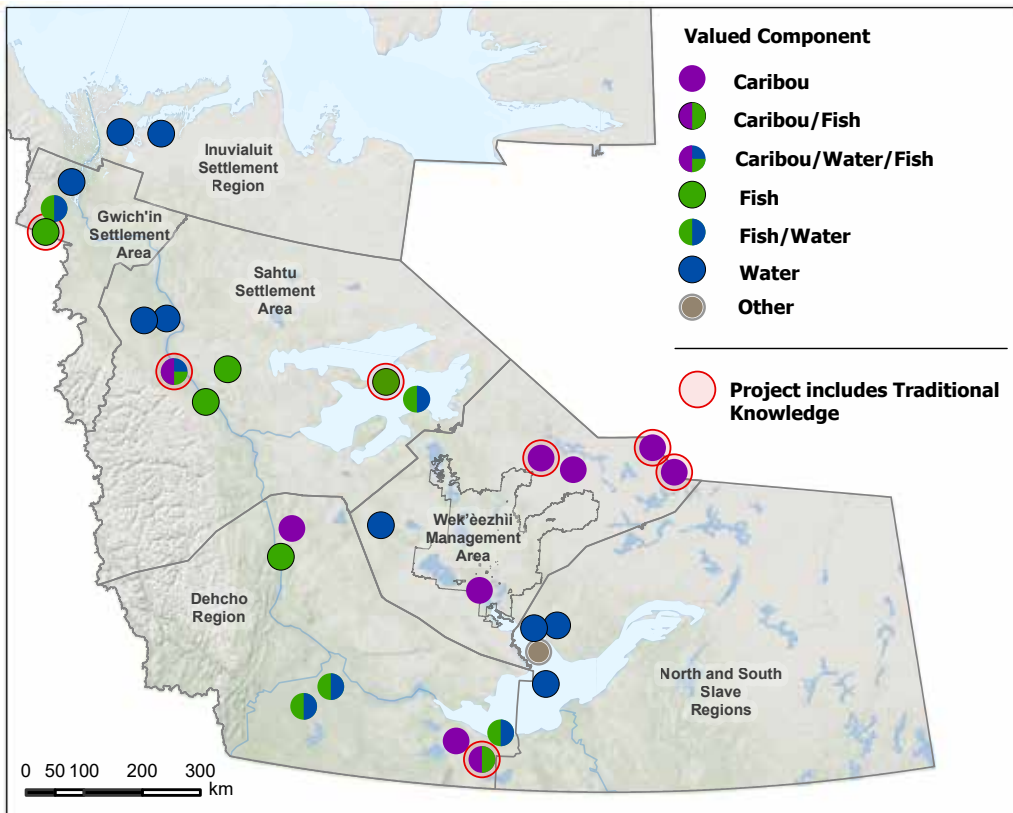 Valued Component
Caribou
Caribou/Fish
Caribou/Water/Fish
Fish
Fish/Water
Water
Other
Project includes Traditional
Knowledge
Inuvialuit
Settlement
Region
Gwich'in
Settlement
Area
Sahtu
Settlement
Area
Wek'èezhìi
Management
Area
Dehcho
Region
North and South
Slave
Regions
0 50 100 200 300
km